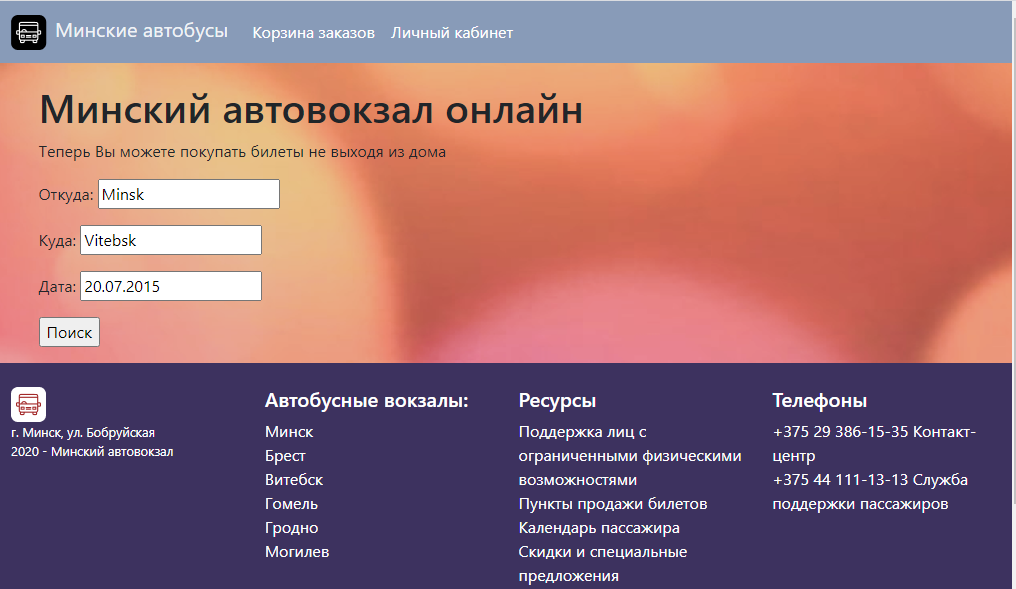 Минские автобусы Корзина заказов Личный кабинет
Минский автовокзал онлайн
Теперь Вы можете покупать билеты не выходя из дома
Откуда: Minsk
Куда: Vitebsk
Дата: 20.07.2015
Поиск
г. Минск, ул. Бобруйская
2020 - Минский автовокзал
Автобусные вокзалы:
Минск
Брест
Витебск
Гомель
Гродно
Могилев
Ресурсы
Поддержка лиц с
ограниченными физическими
возможностями
Пункты продажи билетов
Календарь пассажира
Скидки и специальные
предложения
Телефоны
+375 29 386-15-35 Контакт-
центр
+375 44 111-13-13 Служба
поддержки пассажиров